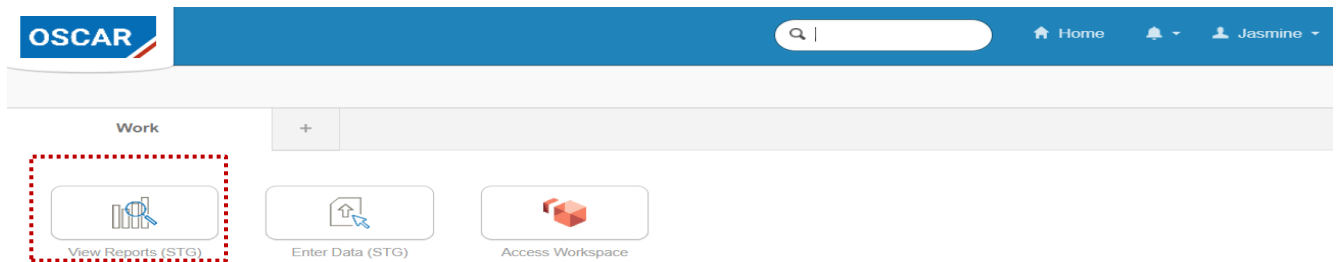 OSCAR
Home
Jasmine
Work
+
View Reports (STG)
Enter Data (STG)
Access Workspace